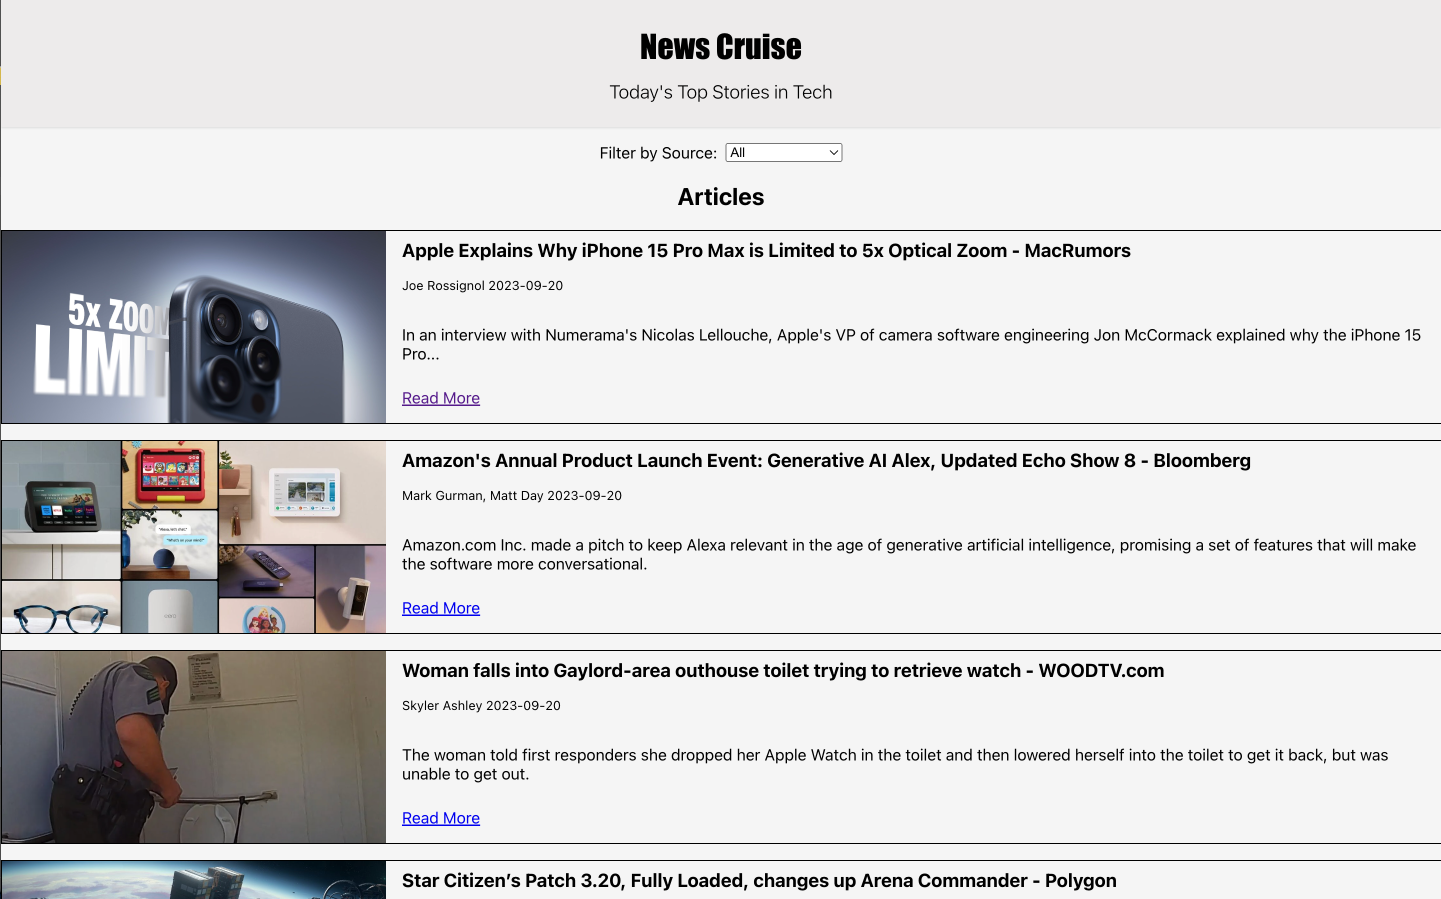 News Cruise
Today's Top Stories in Tech
Filter by Source: All
Articles
5x ZOOM
LIMIT
Apple Explains Why iPhone 15 Pro Max is Limited to 5x Optical Zoom - MacRumors
Joe Rossignol 2023-09-20
In an interview with Numerama's Nicolas Lellouche, Apple's VP of camera software engineering Jon McCormack explained why the iPhone 15
Pro...
Read More
Amazon's Annual Product Launch Event: Generative AI Alex, Updated Echo Show 8 - Bloomberg
Mark Gurman, Matt Day 2023-09-20
Amazon.com Inc. made a pitch to keep Alexa relevant in the age of generative artificial intelligence, promising a set of features that will make
the software more conversational.
Read More
Woman falls into Gaylord-area outhouse toilet trying to retrieve watch - WOODTV.com
Skyler Ashley 2023-09-20
The woman told first responders she dropped her Apple Watch in the toilet and then lowered herself into the toilet to get it back, but was
unable to get out.
Read More
Star Citizen’s Patch 3.20, Fully Loaded, changes up Arena Commander - Polygon